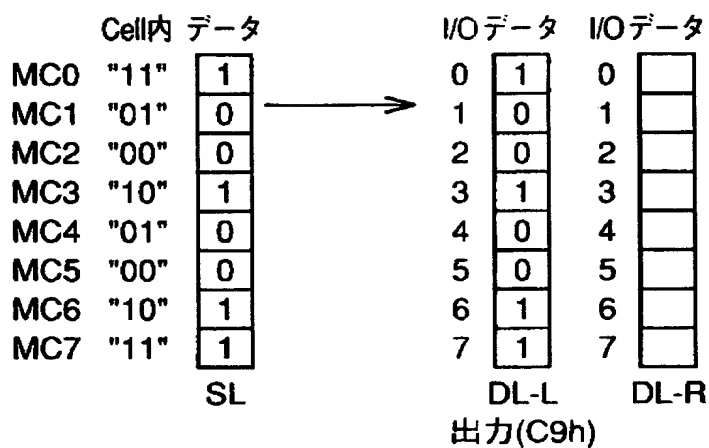 Cell内 データ I/Oデータ I/Oデータ
MC0 "11" 1 0 1 0
MC1 "01" 0 1 0 1
MC2 "00" 0 2 0 2
MC3 "10" 1 3 1 3
MC4 "01" 0 4 0 4
MC5 "00" 0 5 0 5
MC6 "10" 1 6 1 6
MC7 "11" 1 7 1 7
SL DL-L DL-R
出力(C9h)